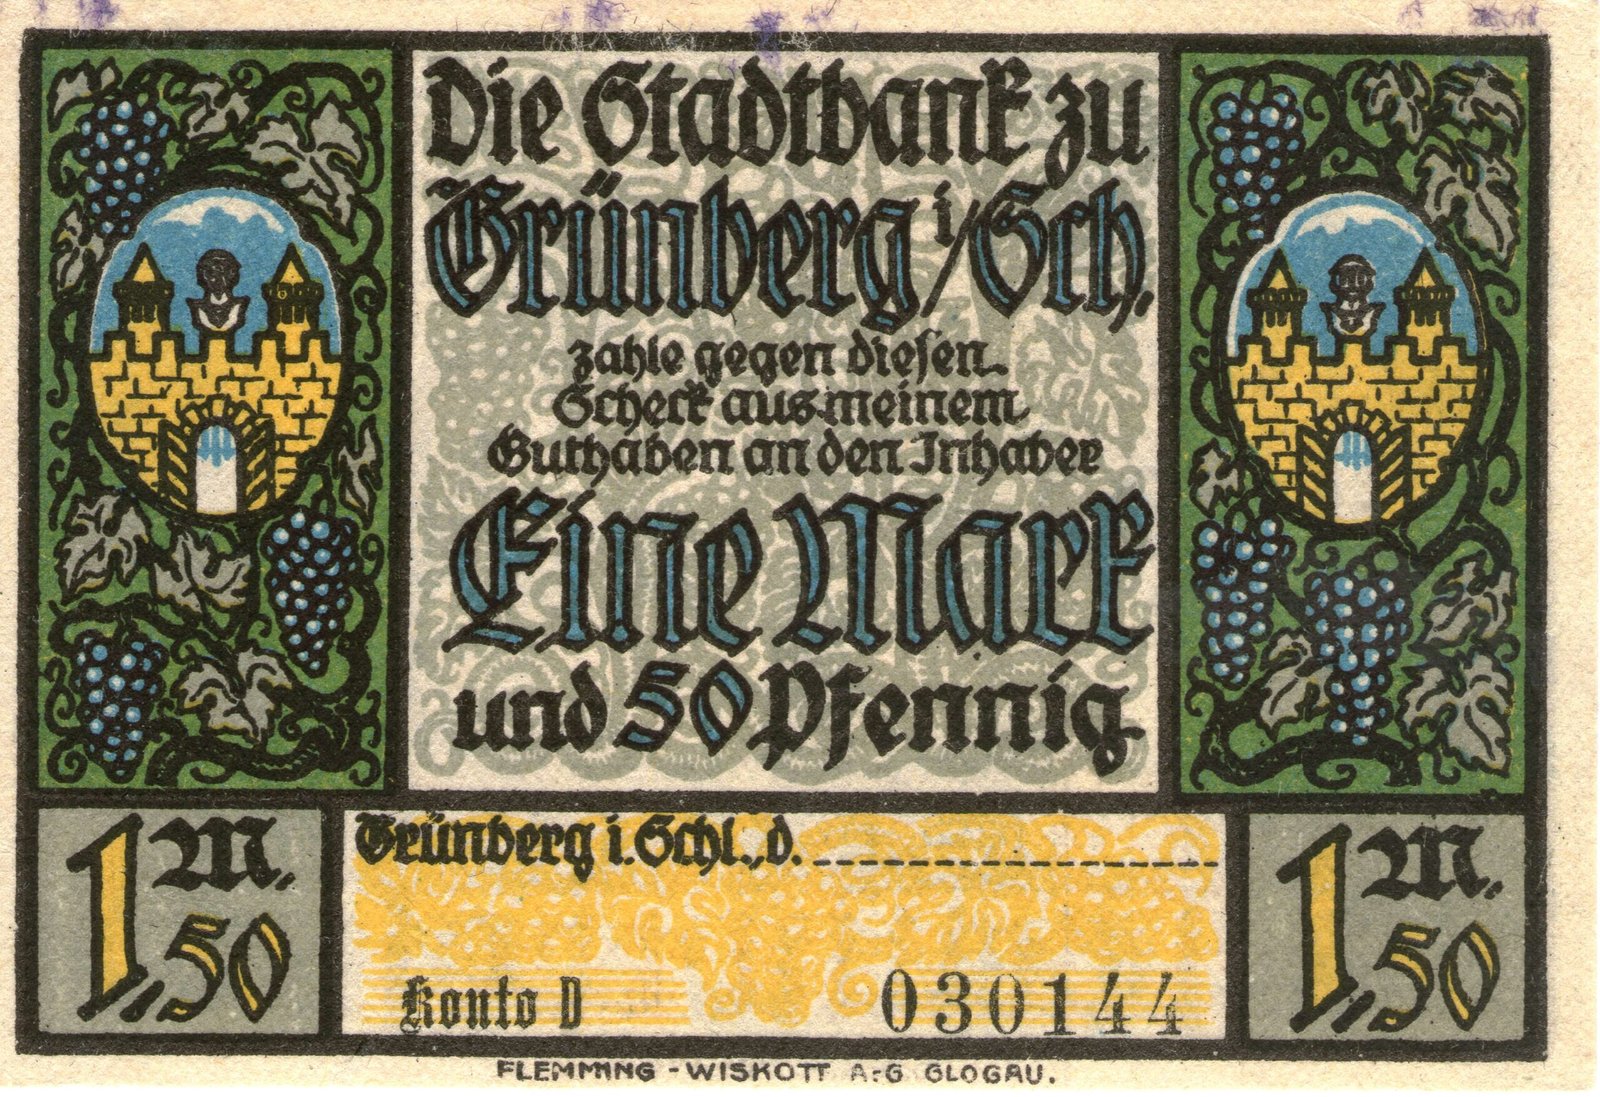 Die Stadtbank zu
Grünberg i/Sch.
zahle gegen diesen
Scheck aus meinem
Guthaben an den Inhaber
Eine Mark
und 50 Pfennig
1,50 M.
Grünberg i. Schl., d.
Konto D 030144
1,50 M.
FLEMMING-WISKOTT A-G GLOGAU.